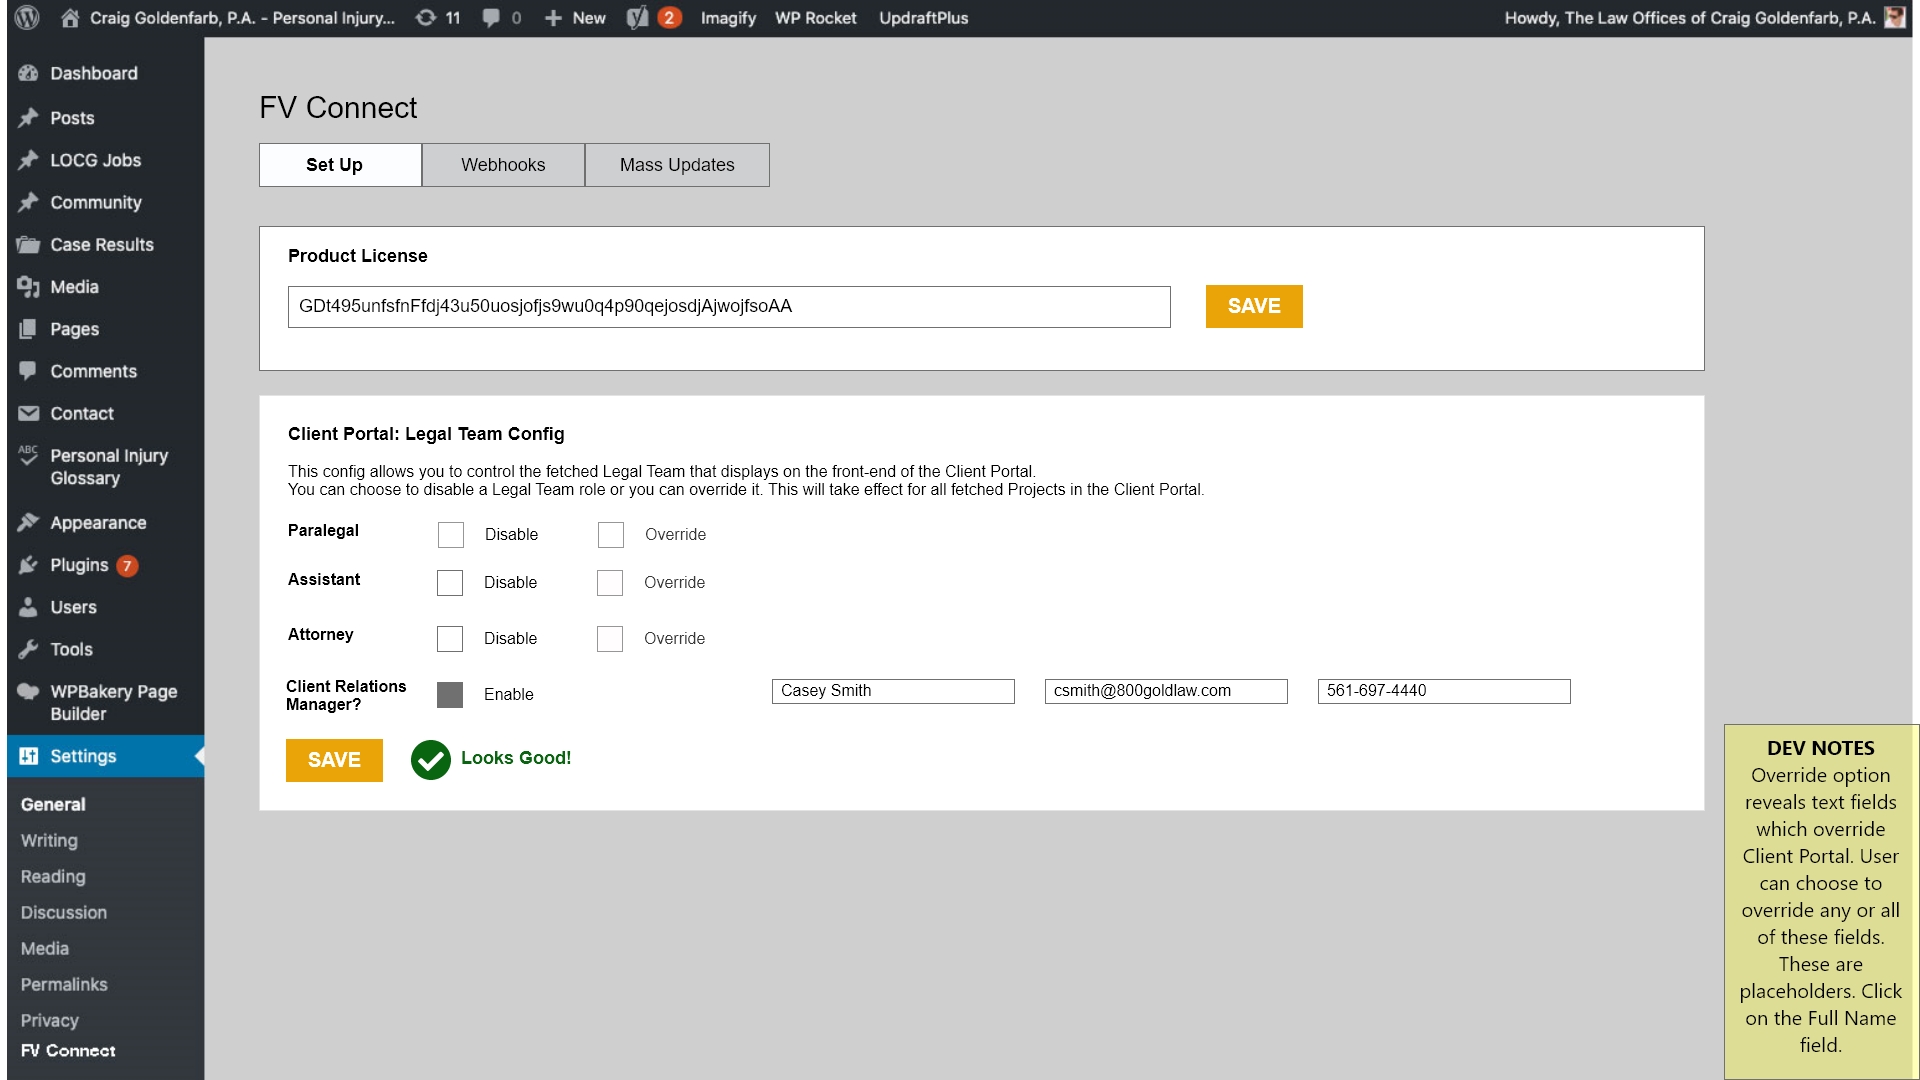 Craig Goldenfarb, P.A. - Personal Injury... 11 0 New 2 Imagify WP Rocket UpdraftPlus Howdy, The Law Offices of Craig Goldenfarb, P.A.
Dashboard
Posts
LOCG Jobs
Community
Case Results
Media
Pages
Comments
Contact
ABC
Personal Injury
Glossary
Appearance
Plugins 7
Users
Tools
WPBakery Page
Builder
Settings
General
Writing
Reading
Discussion
Media
Permalinks
Privacy
FV Connect
FV Connect
Set Up Webhooks Mass Updates
Product License
GDt495unfsfnFfdj43u50uosjofjs9wu0q4p90qejosdjAjwojfsoAA SAVE
Client Portal: Legal Team Config
This config allows you to control the fetched Legal Team that displays on the front-end of the Client Portal.
You can choose to disable a Legal Team role or you can override it. This will take effect for all fetched Projects in the Client Portal.
Paralegal Disable Override
Assistant Disable Override
Attorney Disable Override
Client Relations
Manager? Enable Casey Smith csmith@800goldlaw.com 561-697-4440
SAVE Looks Good!
DEV NOTES
Override option
reveals text fields
which override
Client Portal. User
can choose to
override any or all
of these fields.
These are
placeholders. Click
on the Full Name
field.